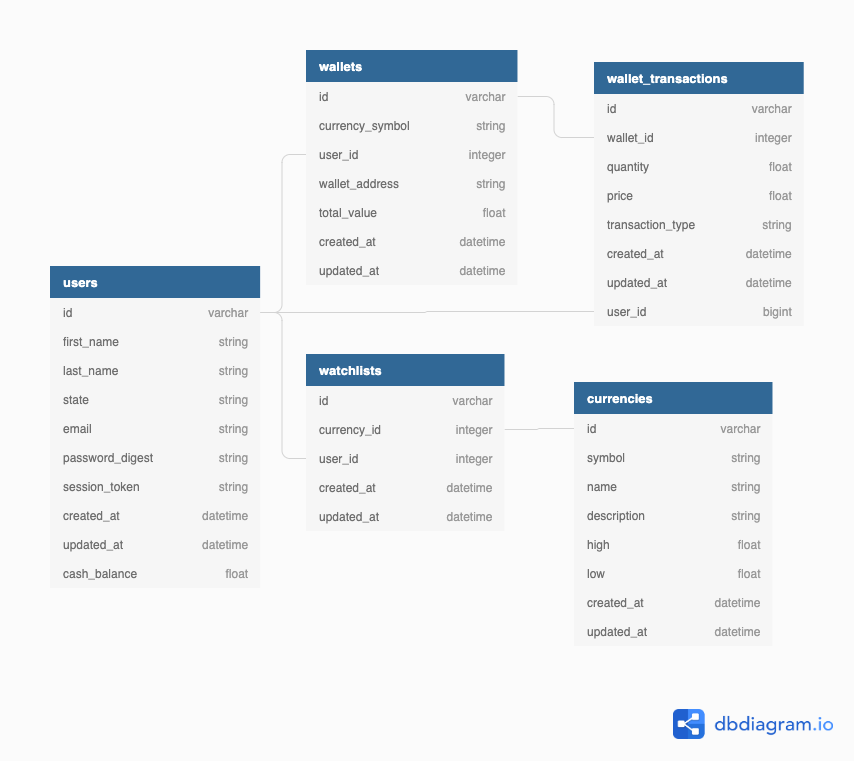 wallets
id varchar
currency_symbol string
user_id integer
wallet_address string
total_value float
created_at datetime
updated_at datetime
wallet_transactions
id varchar
wallet_id integer
quantity float
price float
transaction_type string
created_at datetime
updated_at datetime
user_id bigint
users
id varchar
first_name string
last_name string
state string
email string
password_digest string
session_token string
created_at datetime
updated_at datetime
cash_balance float
watchlists
id varchar
currency_id integer
user_id integer
created_at datetime
updated_at datetime
currencies
id varchar
symbol string
name string
description string
high float
low float
created_at datetime
updated_at datetime
dbdiagram.io